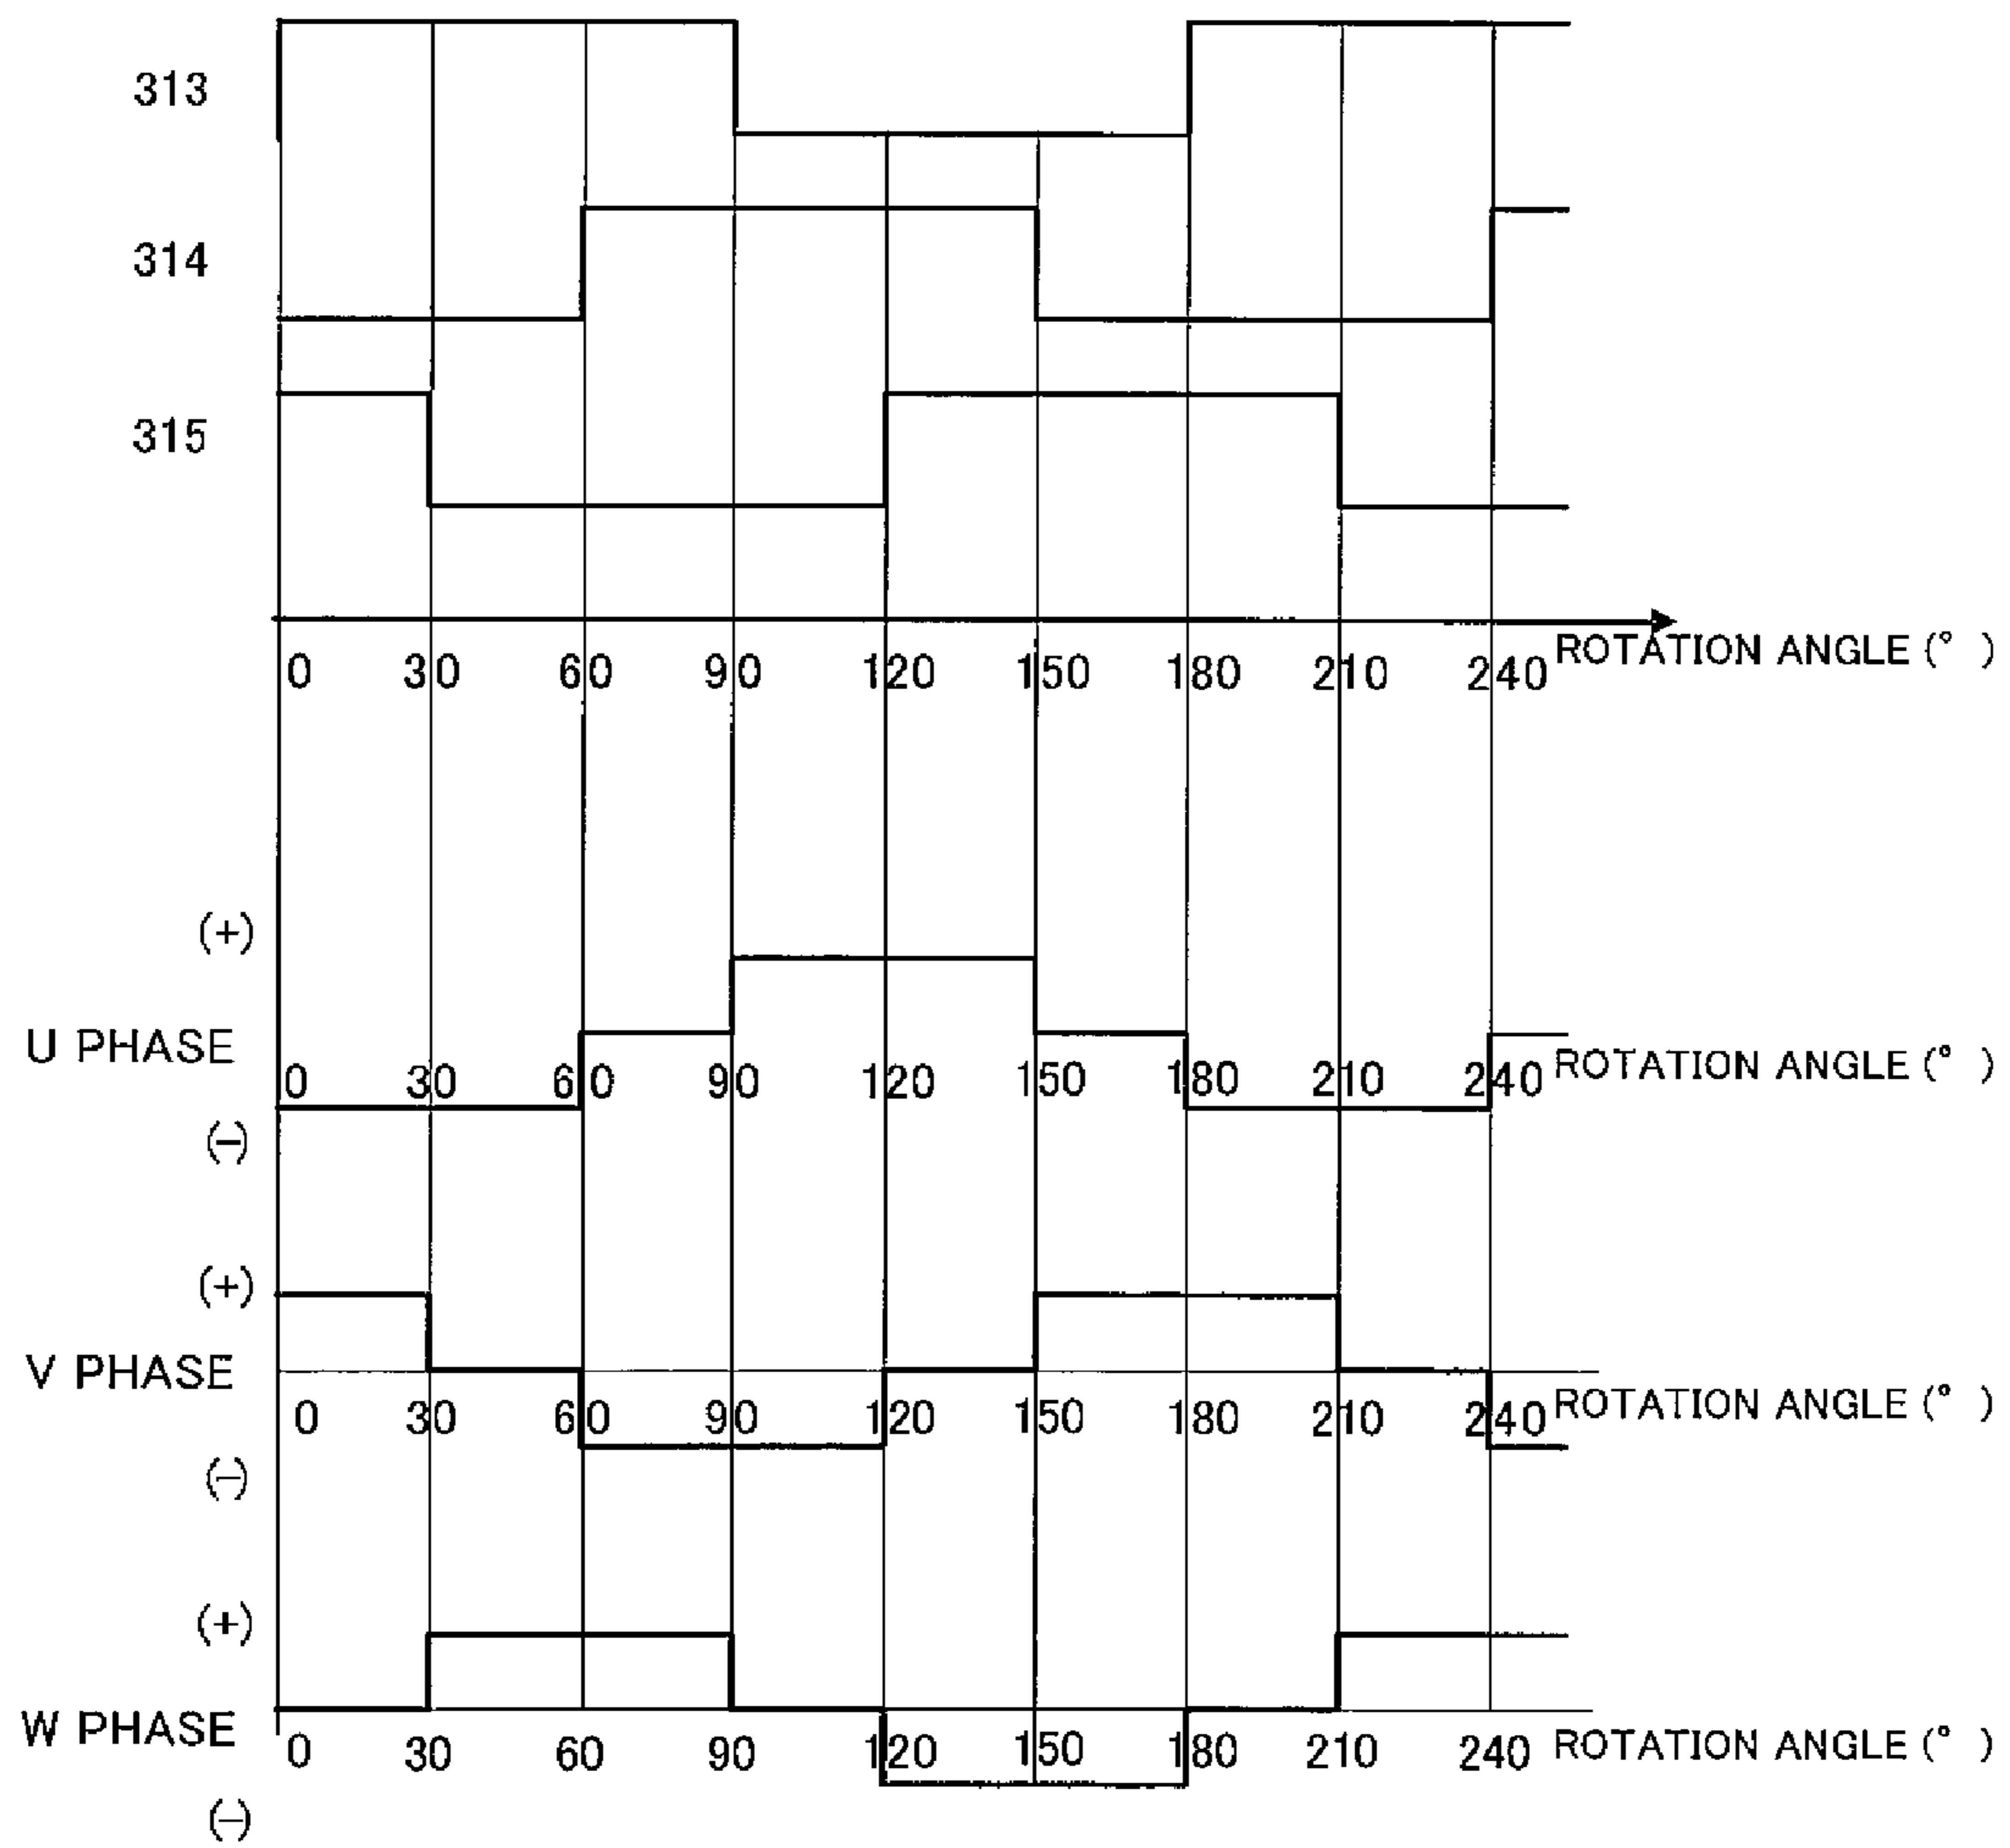 313
314
315
0 30 60 90 120 150 180 210 240 ROTATION ANGLE (° )
(+)
U PHASE
0 30 60 90 120 150 180 210 240 ROTATION ANGLE (° )
(−)
(+)
V PHASE
0 30 60 90 120 150 180 210 240 ROTATION ANGLE (° )
(−)
(+)
W PHASE
0 30 60 90 120 150 180 210 240 ROTATION ANGLE (° )
(−)